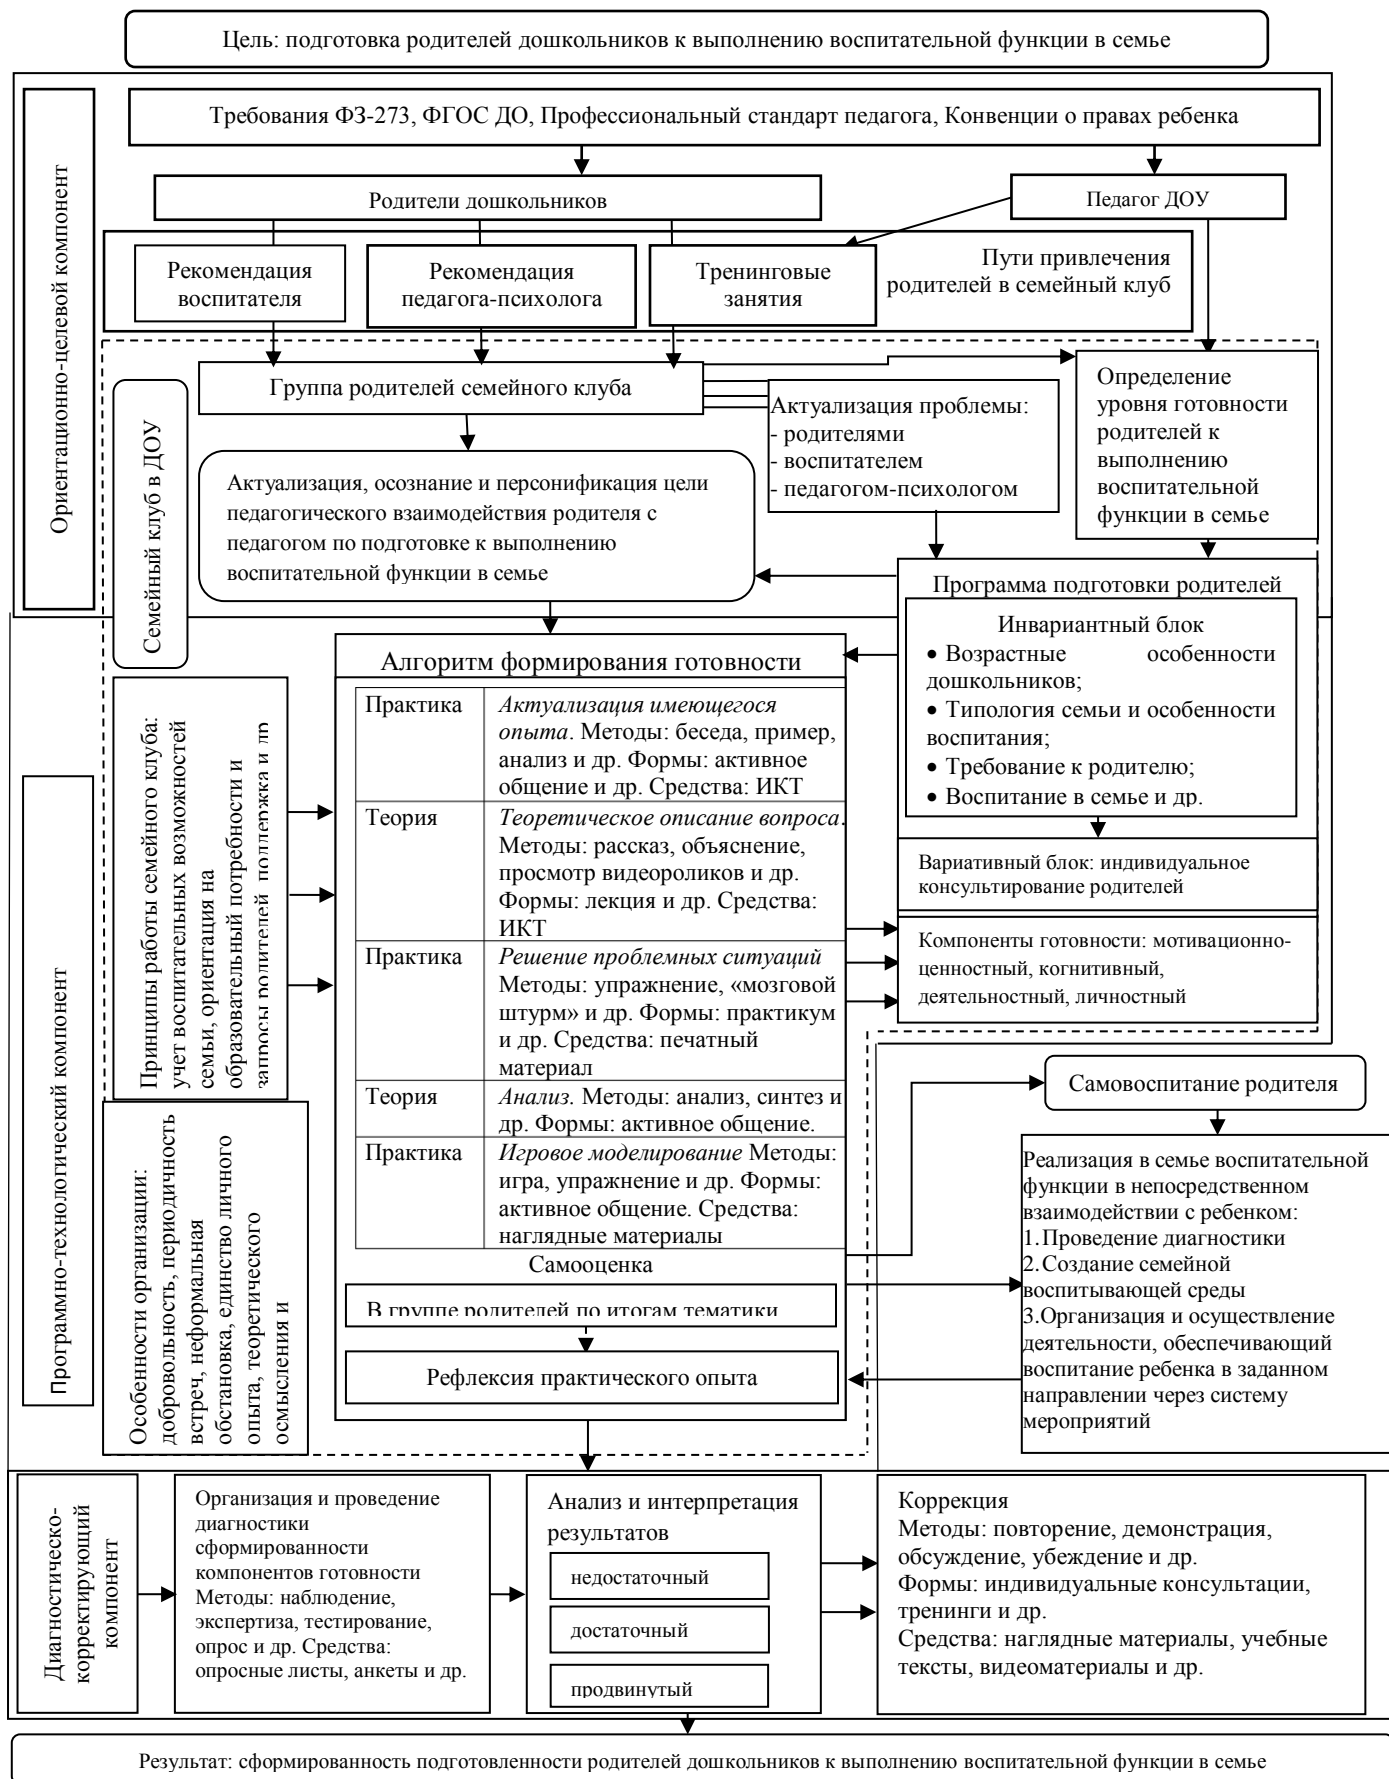 Цель: подготовка родителей дошкольников к выполнению воспитательной функции в семье
Ориентационно-целевой компонент
Требования ФЗ-273, ФГОС ДО, Профессиональный стандарт педагога, Конвенции о правах ребенка
Родители дошкольников
Педагог ДОУ
Рекомендация
воспитателя
Рекомендация
педагога-психолога
Тренинговые
занятия
Пути привлечения
родителей в семейный клуб
Семейный клуб в ДОУ
Группа родителей семейного клуба
Актуализация проблемы:
- родителями
- воспитателем
- педагогом-психологом
Определение
уровня готовности
родителей к
выполнению
воспитательной
функции в семье
Актуализация, осознание и персонификация цели
педагогического взаимодействия родителя с
педагогом по подготовке к выполнению
воспитательной функции в семье
Программа подготовки родителей
Инвариантный блок
• Возрастные особенности
дошкольников;
• Типология семьи и особенности
воспитания;
• Требование к родителю;
• Воспитание в семье и др.
Вариативный блок: индивидуальное
консультирование родителей
Компоненты готовности: мотивационно-
ценностный, когнитивный,
деятельностный, личностный
Программно-технологический компонент
Принципы работы семейного клуба:
учет воспитательных возможностей
семьи, ориентация на
образовательный потребности и
запросы родителей поддержка и др
Особенности организации:
добровольность, периодичность
встреч, неформальная
обстановка, единство личного
опыта, теоретического
осмысления и
Алгоритм формирования готовности
Практика
Актуализация имеющегося
опыта. Методы: беседа, пример,
анализ и др. Формы: активное
общение и др. Средства: ИКТ
Теория
Теоретическое описание вопроса.
Методы: рассказ, объяснение,
просмотр видеороликов и др.
Формы: лекция и др. Средства:
ИКТ
Практика
Решение проблемных ситуаций
Методы: упражнение, «мозговой
штурм» и др. Формы: практикум
и др. Средства: печатный
материал
Теория
Анализ. Методы: анализ, синтез и
др. Формы: активное общение.
Практика
Игровое моделирование Методы:
игра, упражнение и др. Формы:
активное общение. Средства:
наглядные материалы
Самооценка
В группе родителей по итогам тематики
Рефлексия практического опыта
Самовоспитание родителя
Реализация в семье воспитательной
функции в непосредственном
взаимодействии с ребенком:
1.Проведение диагностики
2.Создание семейной
воспитывающей среды
3.Организация и осуществление
деятельности, обеспечивающий
воспитание ребенка в заданном
направлении через систему
мероприятий
Диагностическо-
корректирующий
компонент
Организация и проведение
диагностики
сформированности
компонентов готовности
Методы: наблюдение,
экспертиза, тестирование,
опрос и др. Средства:
опросные листы, анкеты и др.
Анализ и интерпретация
результатов
недостаточный
достаточный
продвинутый
Коррекция
Методы: повторение, демонстрация,
обсуждение, убеждение и др.
Формы: индивидуальные консультации,
тренинги и др.
Средства: наглядные материалы, учебные
тексты, видеоматериалы и др.
Результат: сформированность подготовленности родителей дошкольников к выполнению воспитательной функции в семье